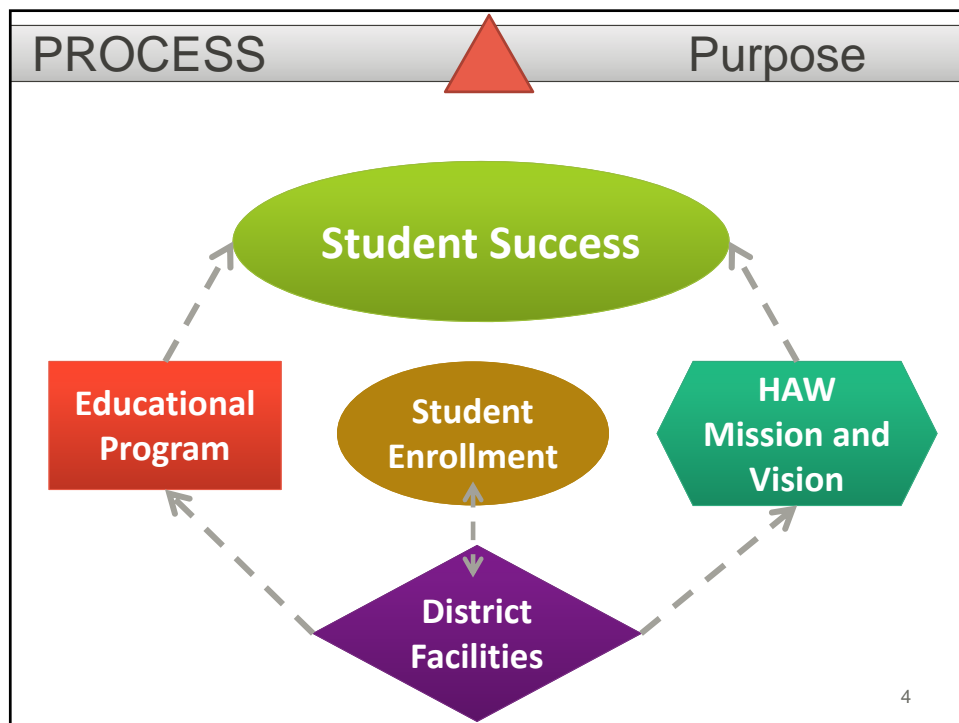 PROCESS
Purpose
Student Success
Educational
Program
Student
Enrollment
HAW
Mission and
Vision
District
Facilities
4